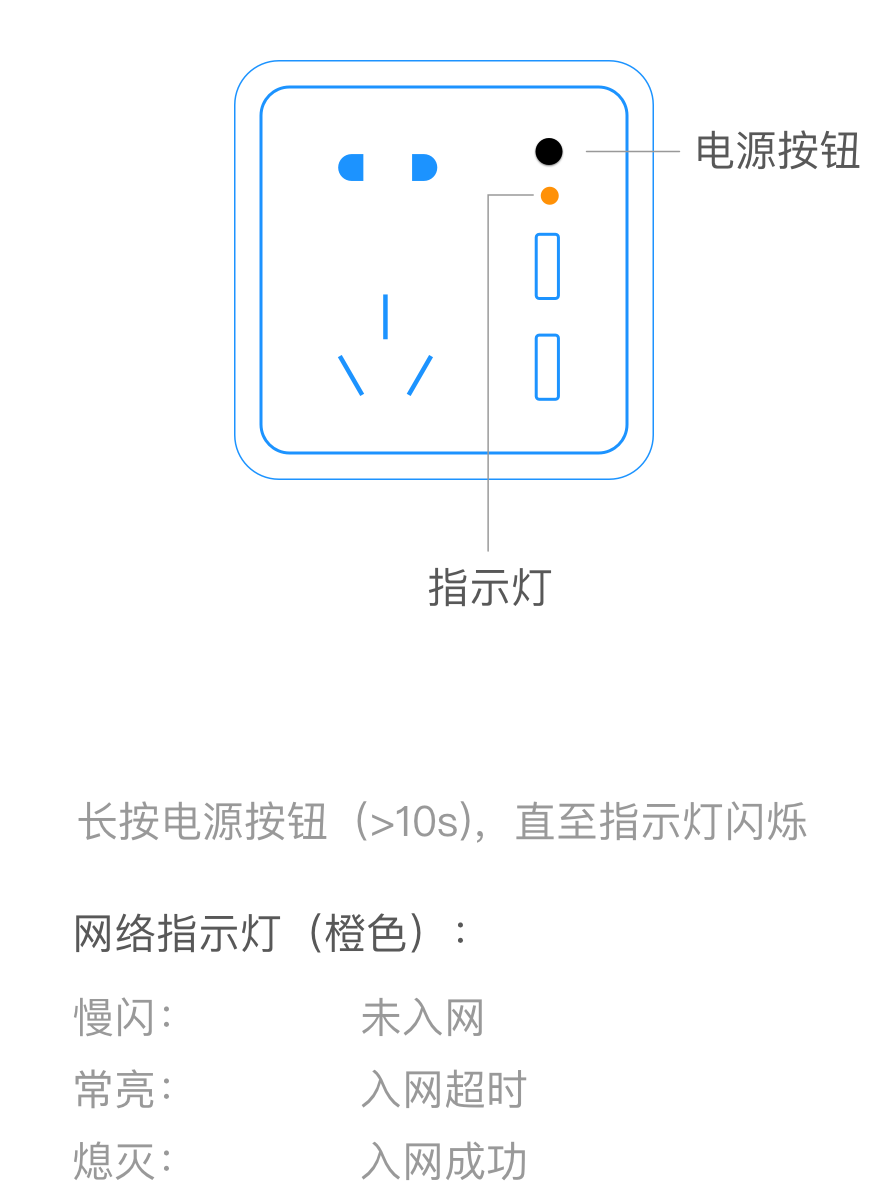 电源按钮
指示灯
长按电源按钮（>10s），直至指示灯闪烁
网络指示灯（橙色）：
慢闪： 未入网
常亮： 入网超时
熄灭： 入网成功